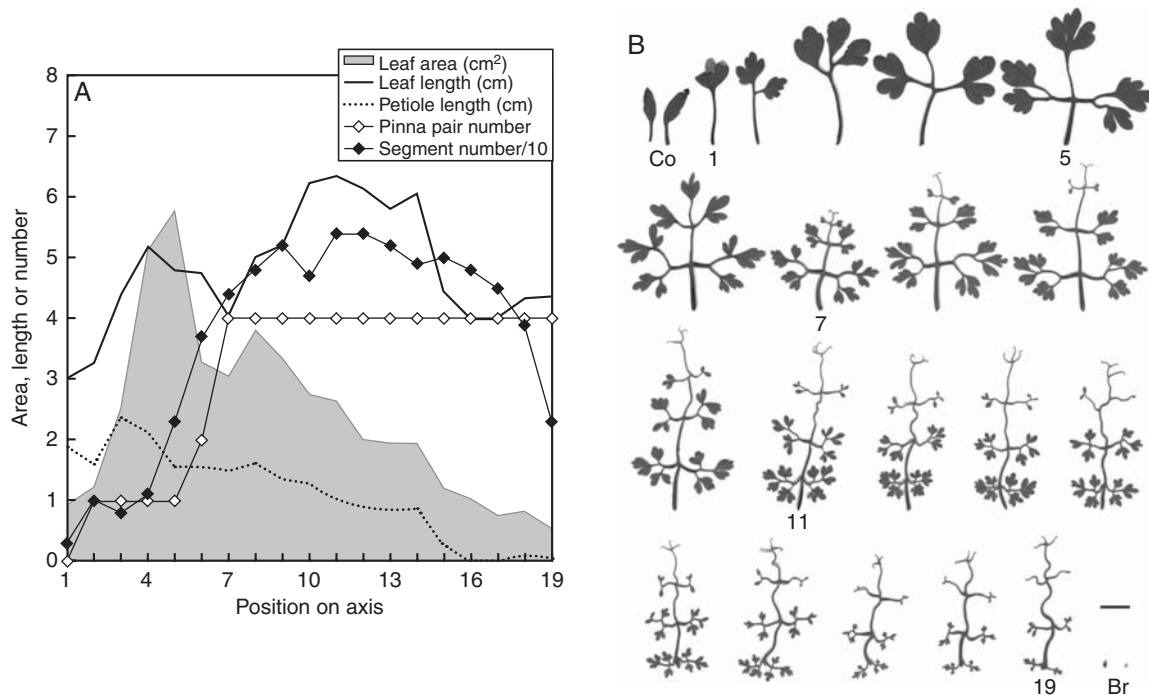 A
Leaf area (cm²)
Leaf length (cm)
Petiole length (cm)
Pinna pair number
Segment number/10
8
7
6
5
4
3
2
1
0
Area, length or number
1 4 7 10 13 16 19
Position on axis
B
Co 1 5
7
11
19 Br